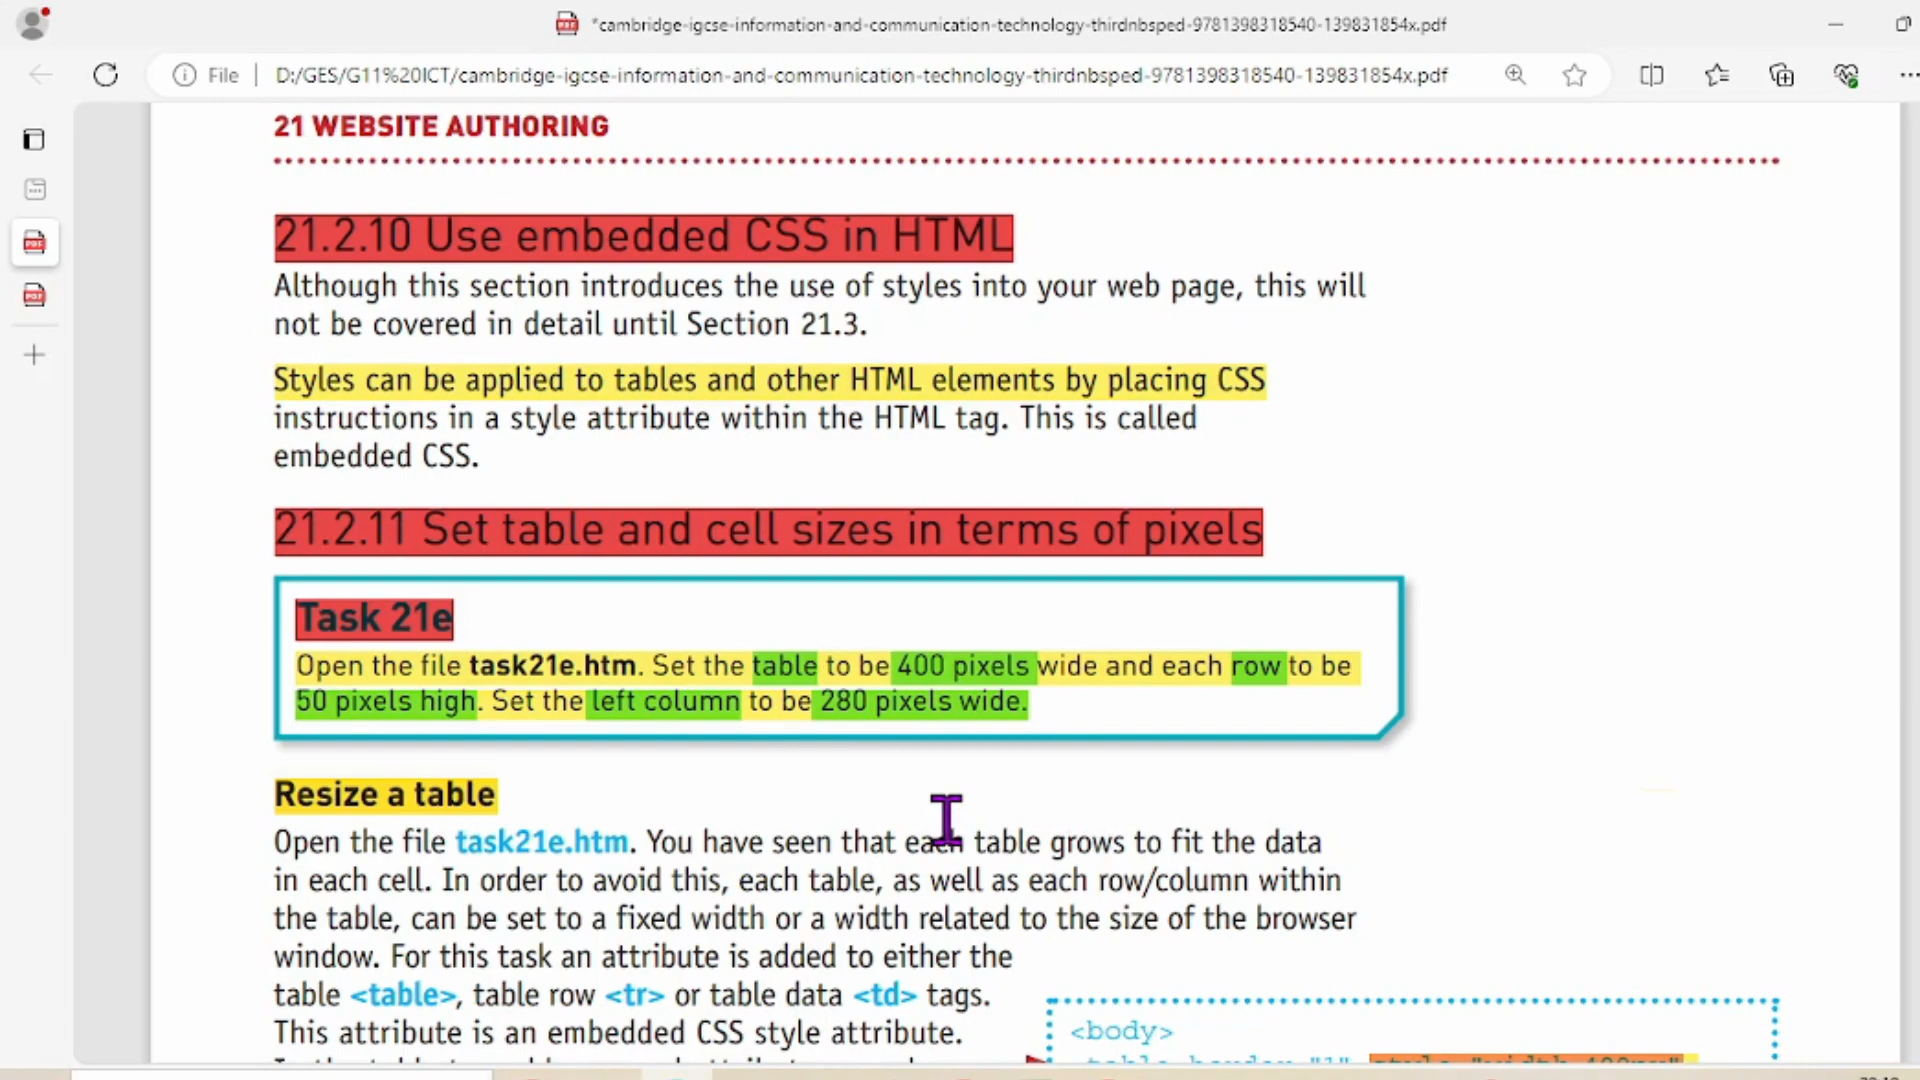 *cambridge-igcse-information-and-communication-technology-thirdnbsped-9781398318540-139831854x.pdf
File
D:/GES/G11%20ICT/cambridge-igcse-information-and-communication-technology-thirdnbsped-9781398318540-139831854x.pdf
21 WEBSITE AUTHORING
21.2.10 Use embedded CSS in HTML
Although this section introduces the use of styles into your web page, this will
not be covered in detail until Section 21.3.
Styles can be applied to tables and other HTML elements by placing CSS
instructions in a style attribute within the HTML tag. This is called
embedded CSS.
21.2.11 Set table and cell sizes in terms of pixels
Task 21e
Open the file task21e.htm. Set the table to be 400 pixels wide and each row to be
50 pixels high. Set the left column to be 280 pixels wide.
Resize a table
Open the file task21e.htm. You have seen that each table grows to fit the data
in each cell. In order to avoid this, each table, as well as each row/column within
the table, can be set to a fixed width or a width related to the size of the browser
window. For this task an attribute is added to either the
table <table>, table row <tr> or table data <td> tags.
This attribute is an embedded CSS style attribute.
<body>